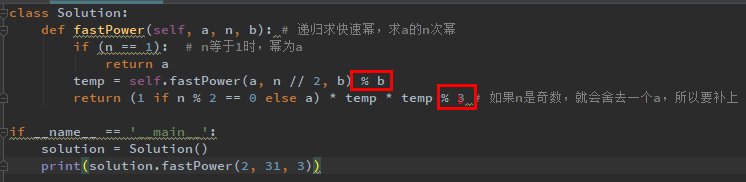 class Solution:
    def fastPower(self, a, n, b): # 递归求快速幂，求a的n次幂
        if (n == 1):  # n等于1时，幂为a
            return a
        temp = self.fastPower(a, n // 2, b) % b
        return (1 if n % 2 == 0 else a) * temp * temp % 3 # 如果n是奇数，就会舍去一个a，所以要补上
if __name__ == '__main__':
    solution = Solution()
    print(solution.fastPower(2, 31, 3))